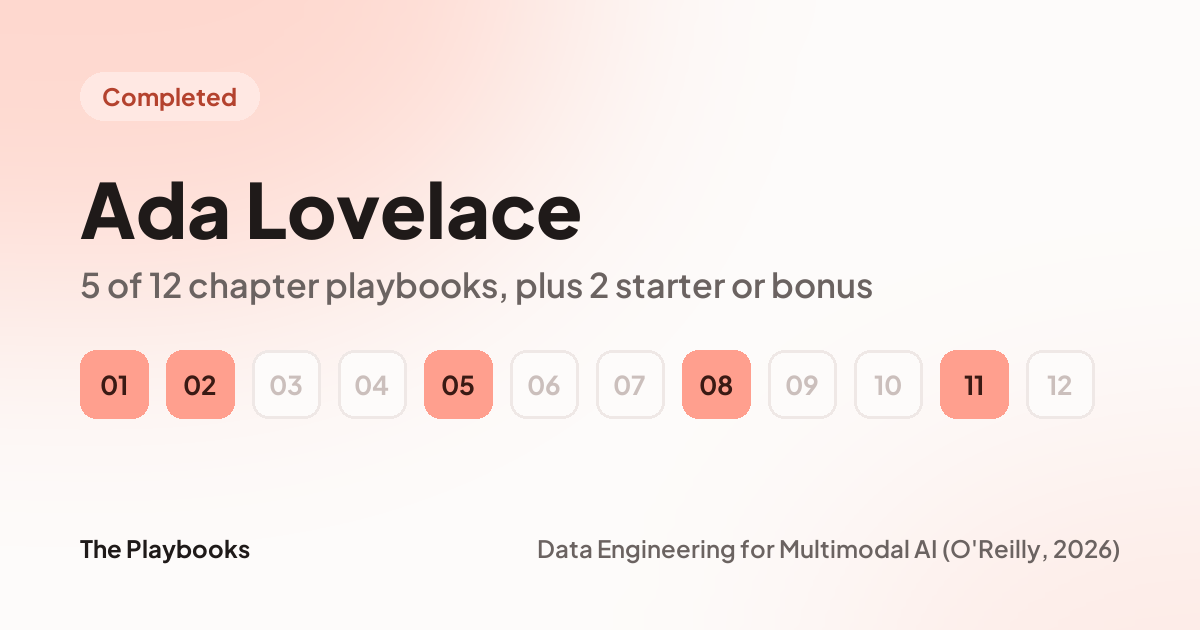 Completed
Ada Lovelace
5 of 12 chapter playbooks, plus 2 starter or bonus
01 02 03 04 05 06 07 08 09 10 11 12
The Playbooks
Data Engineering for Multimodal AI (O'Reilly, 2026)